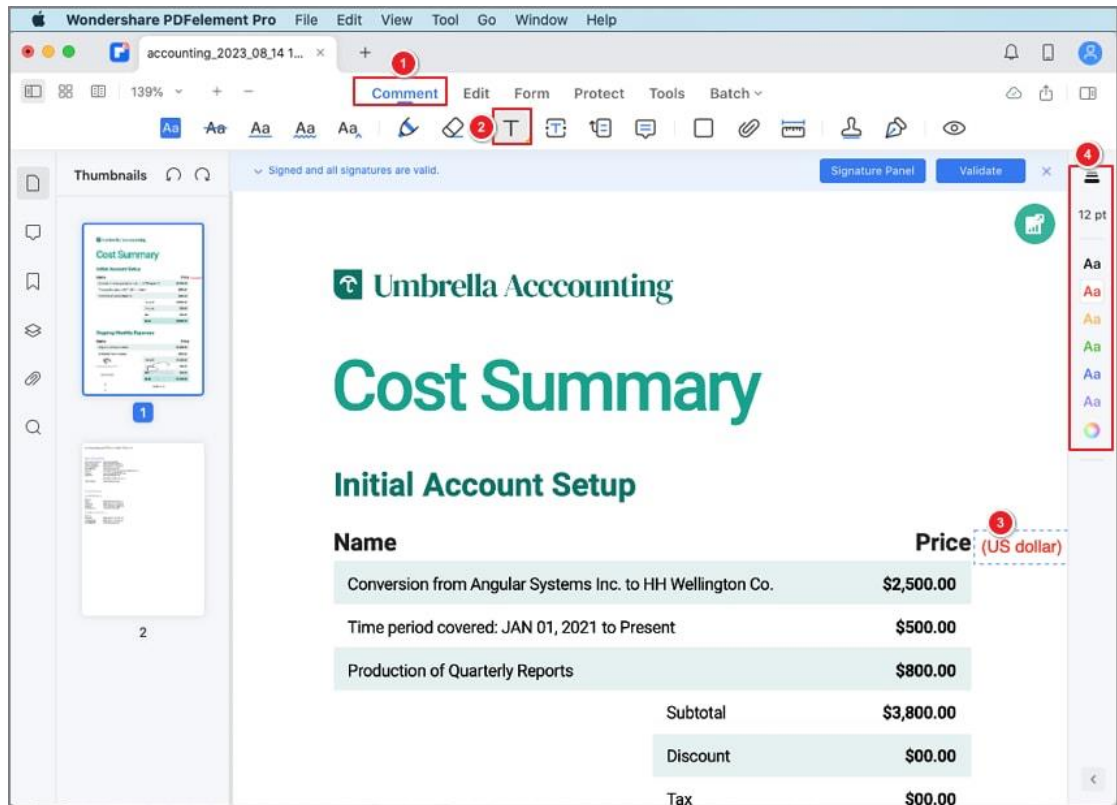 Wondershare PDFelement Pro File Edit View Tool Go Window Help
accounting_2023_08_14 1... × +
1
139% + − Comment Edit Form Protect Tools Batch
Aa Aa Aa Aa Aa 2 T T T
Thumbnails
Signed and all signatures are valid. Signature Panel Validate ×
4
12 pt
Aa
Aa
Aa
Aa
Aa
Aa
Umbrella Acccounting
Cost Summary
Initial Account Setup
3
Name Price (US dollar)
Conversion from Angular Systems Inc. to HH Wellington Co. $2,500.00
Time period covered: JAN 01, 2021 to Present $500.00
Production of Quarterly Reports $800.00
Subtotal $3,800.00
Discount $00.00
Tax $00.00
Cost Summary
Initial Account Setup
1
2